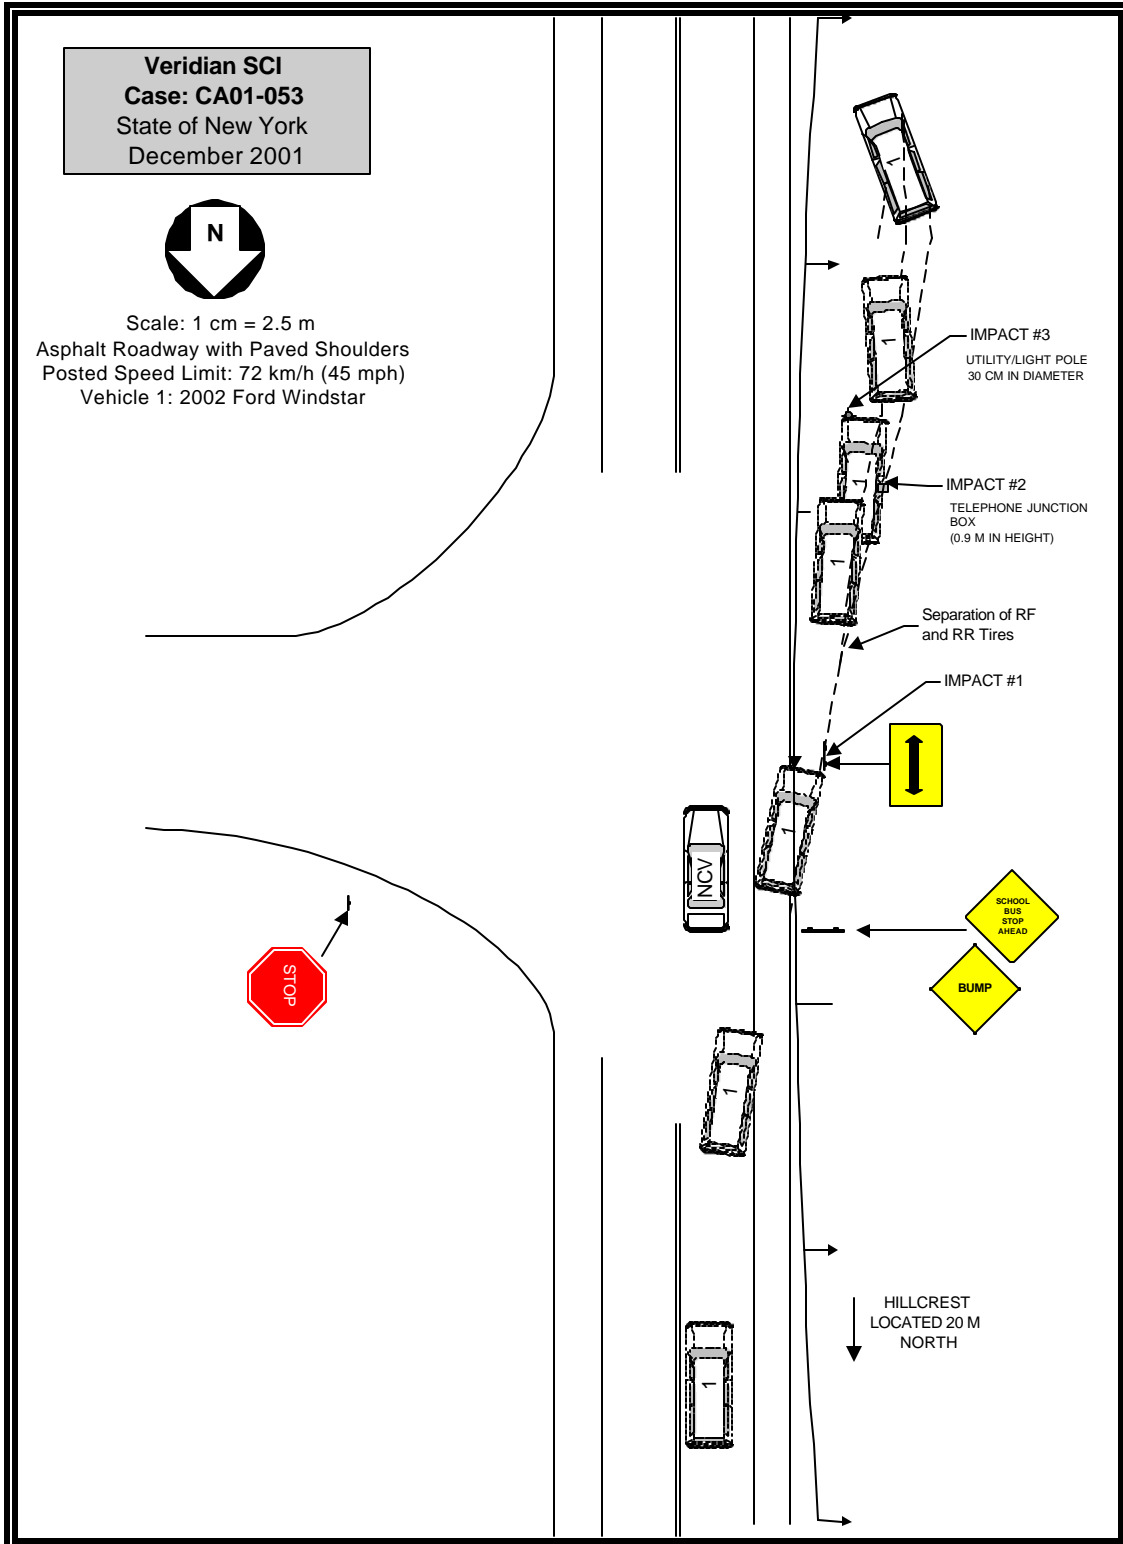 Veridian SCI
Case: CA01-053
State of New York
December 2001
N
Scale: 1 cm = 2.5 m
Asphalt Roadway with Paved Shoulders
Posted Speed Limit: 72 km/h (45 mph)
Vehicle 1: 2002 Ford Windstar
1
1
IMPACT #3
UTILITY/LIGHT POLE
30 CM IN DIAMETER
1
IMPACT #2
TELEPHONE JUNCTION
BOX
(0.9 M IN HEIGHT)
1
Separation of RF
and RR Tires
IMPACT #1
1
NCV
SCHOOL
BUS
STOP
AHEAD
BUMP
STOP
1
HILLCREST
LOCATED 20 M
NORTH
1